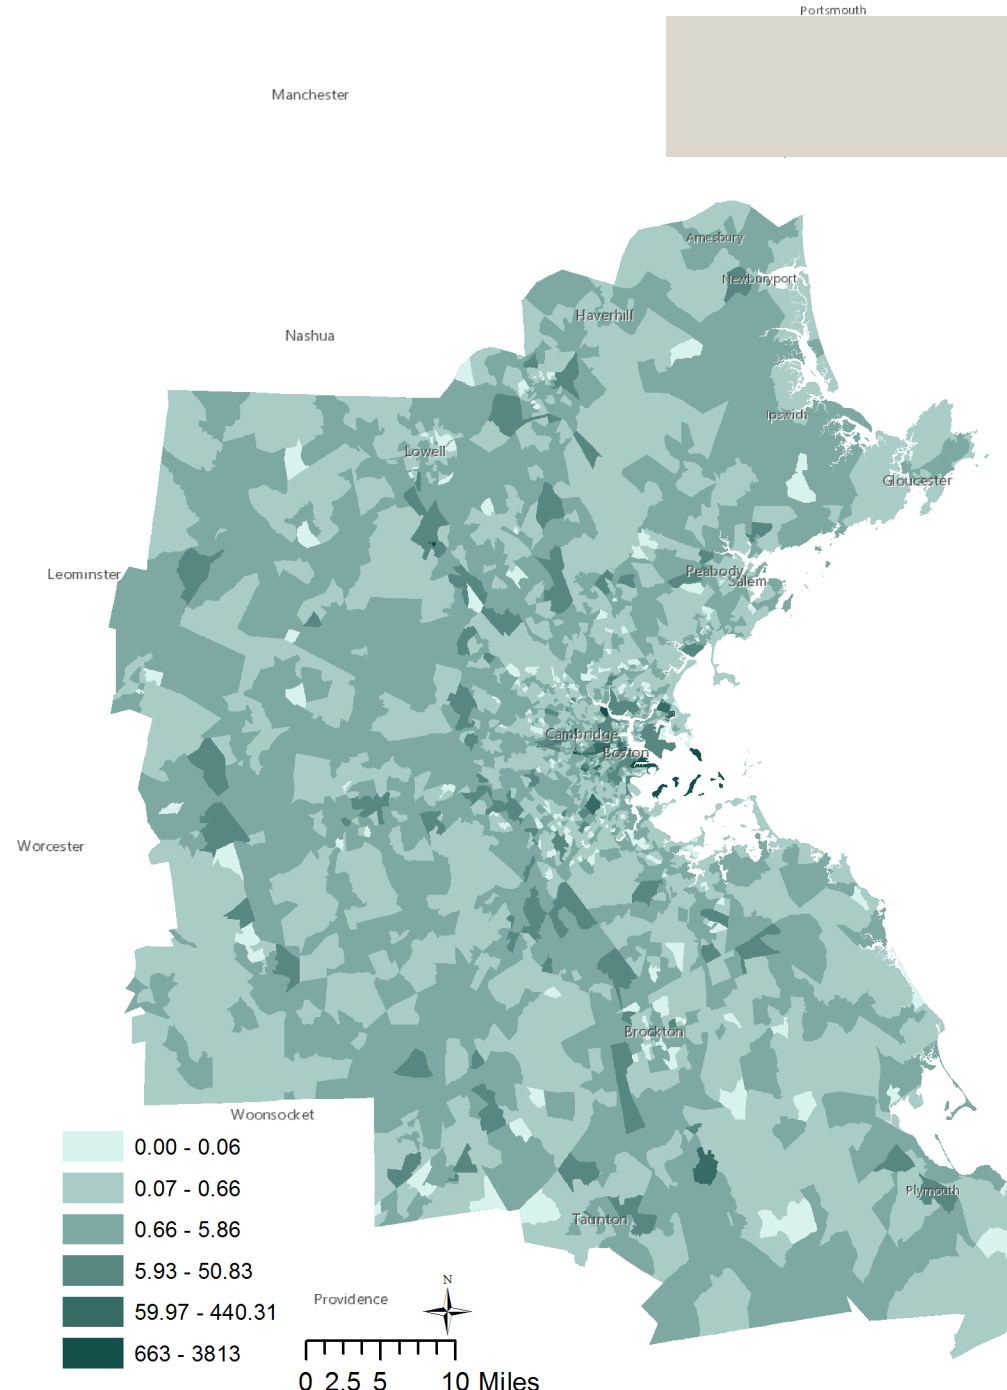 Portsmouth
Manchester
Amesbury
Newburyport
Haverhill
Nashua
Ipswich
Lowell
Gloucester
Leominster
Peabody
Salem
Cambridge
Boston
Worcester
Brockton
Woonsocket
Plymouth
Taunton
0.00 - 0.06
0.07 - 0.66
0.66 - 5.86
5.93 - 50.83
59.97 - 440.31
663 - 3813
Providence
N
0 2.5 5 10 Miles